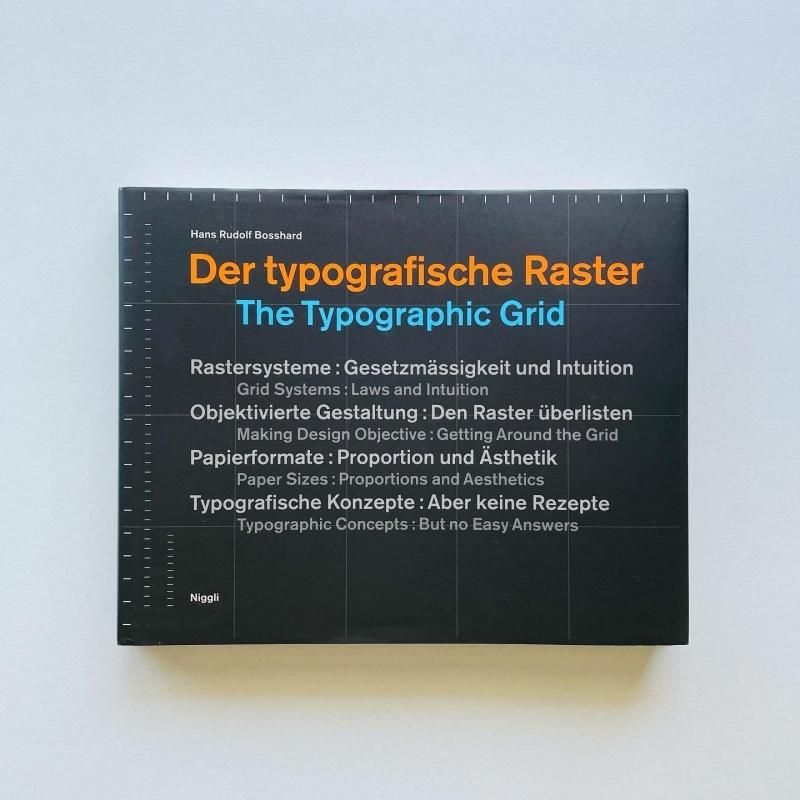 Hans Rudolf Bosshard
Der typografische Raster
The Typographic Grid
Rastersysteme : Gesetzmässigkeit und Intuition
Grid Systems : Laws and Intuition
Objektivierte Gestaltung : Den Raster überlisten
Making Design Objective : Getting Around the Grid
Papierformate : Proportion und Ästhetik
Paper Sizes : Proportions and Aesthetics
Typografische Konzepte : Aber keine Rezepte
Typographic Concepts : But no Easy Answers
Niggli